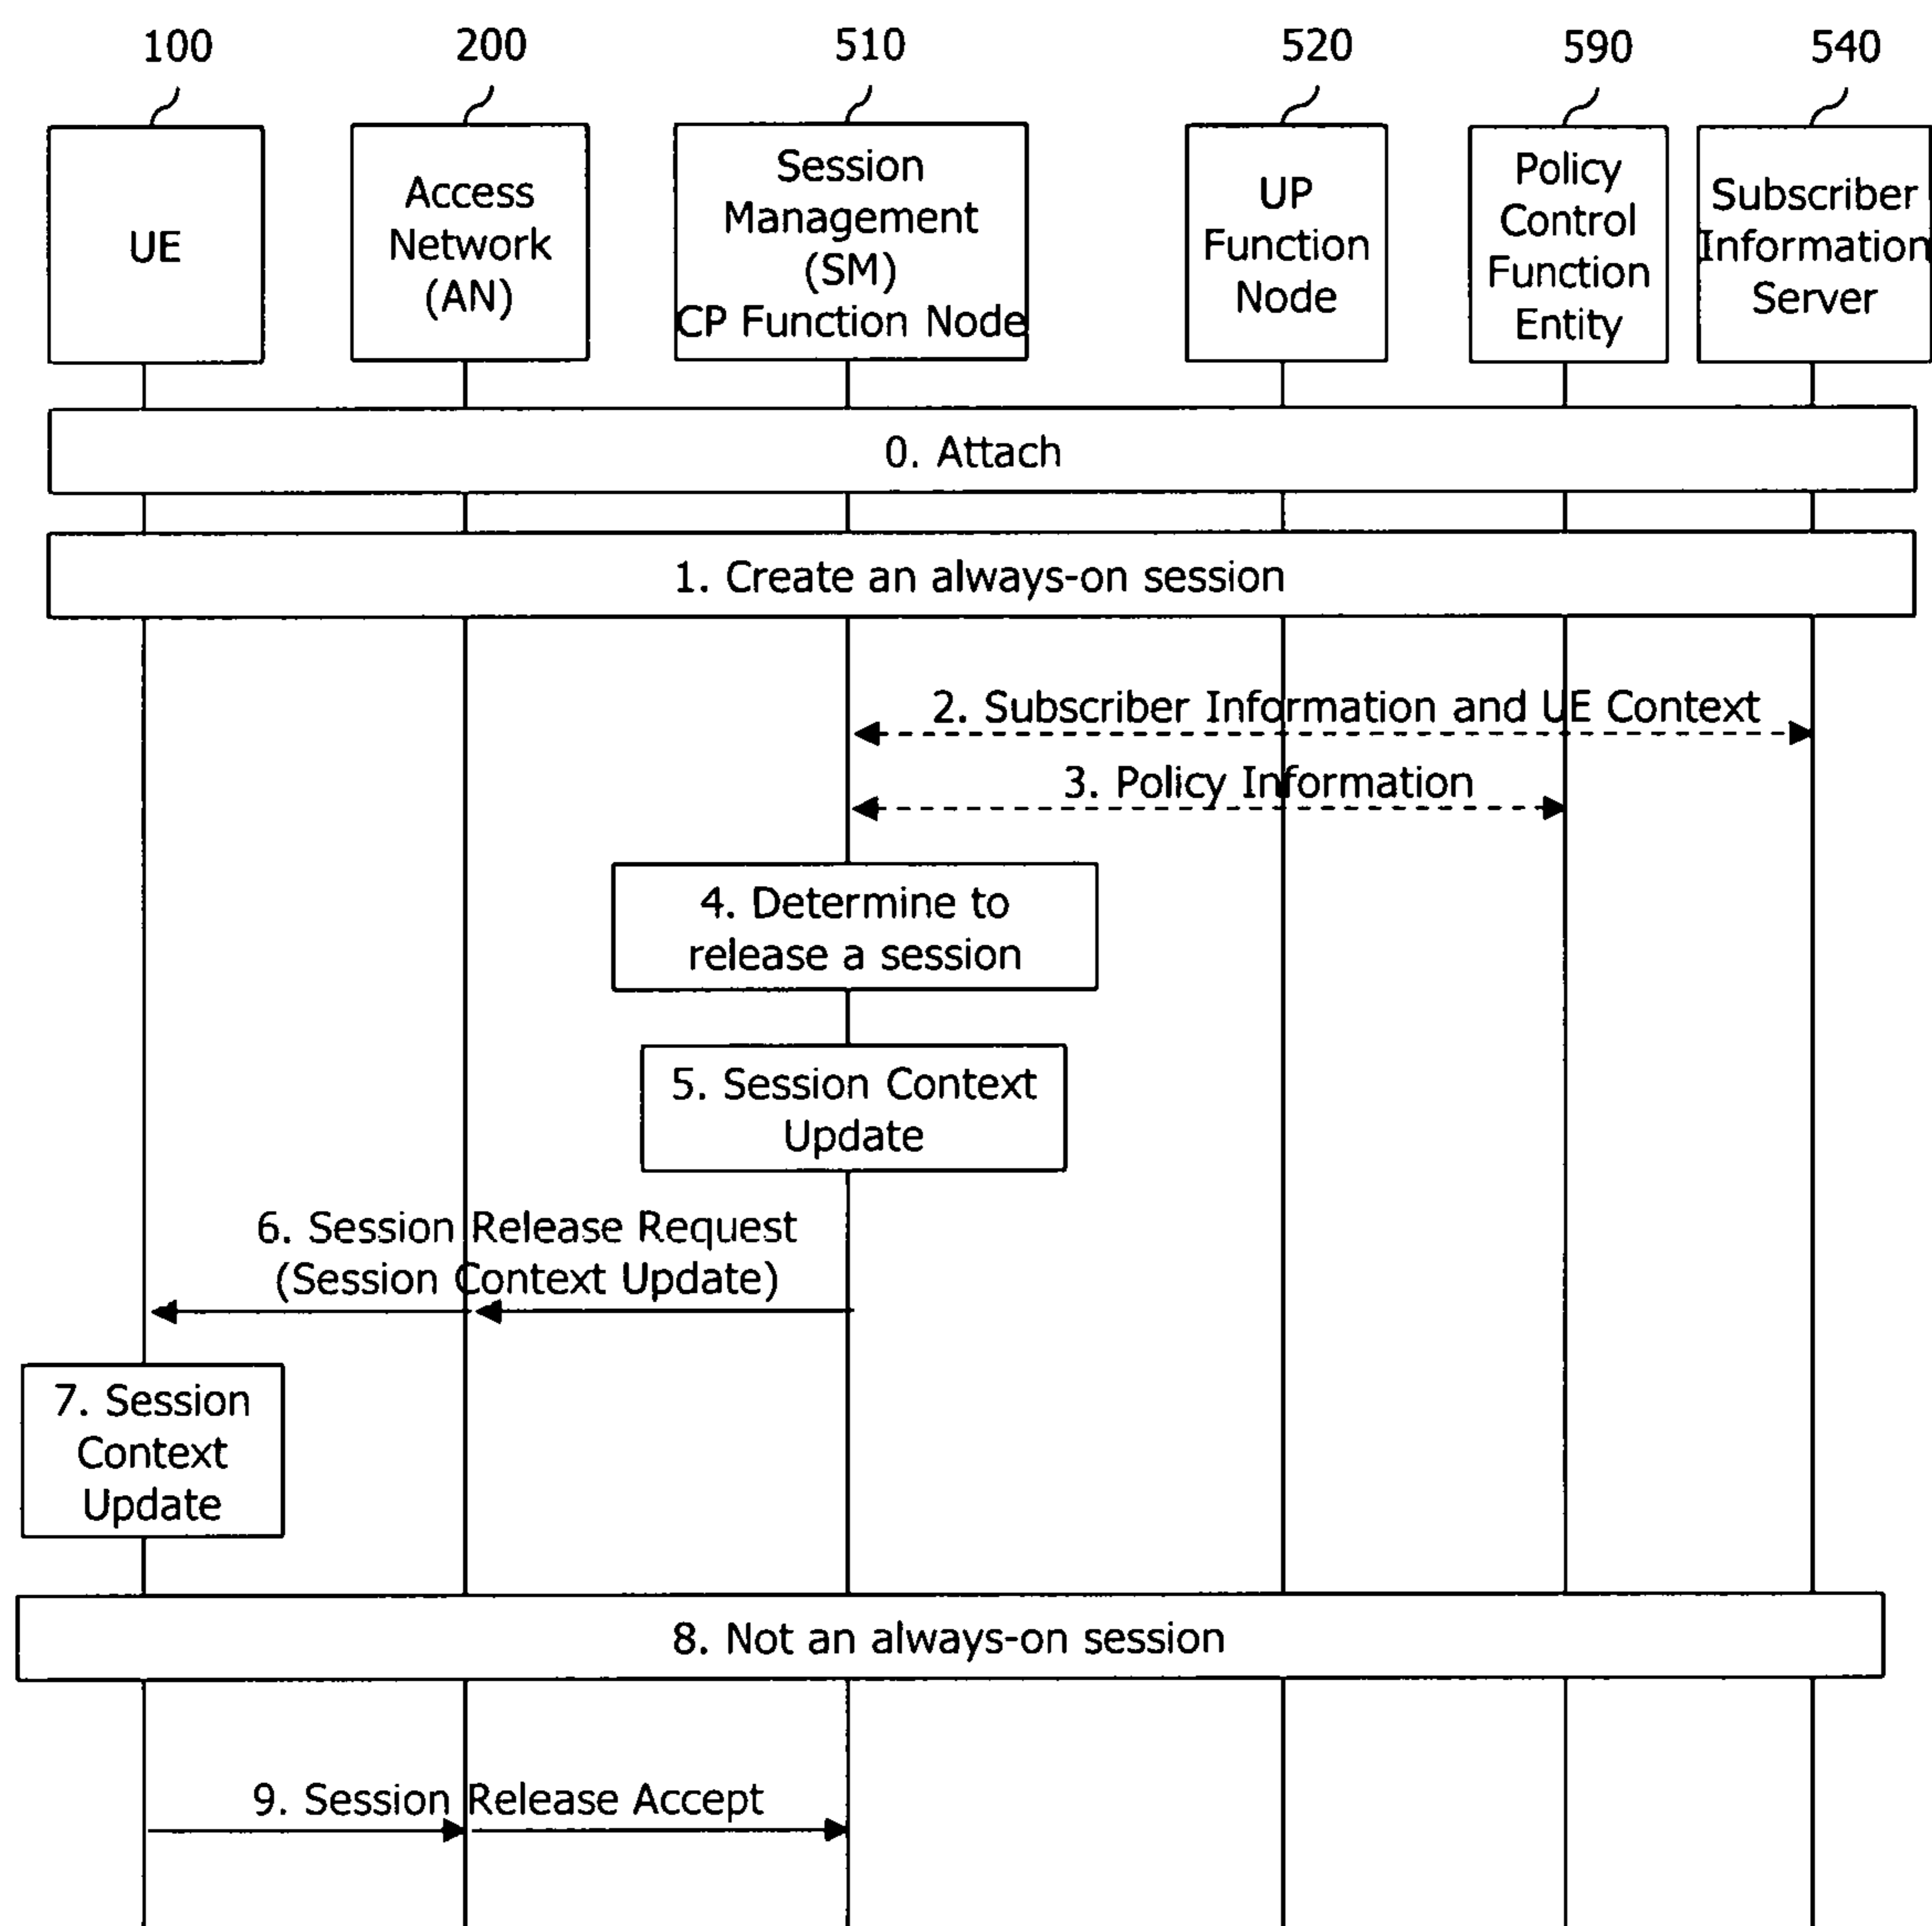 100
200
510
520
590
540
UE
Access
Network
(AN)
Session
Management
(SM)
CP Function Node
UP
Function
Node
Policy
Control
Function
Entity
Subscriber
Information
Server
0. Attach
1. Create an always-on session
2. Subscriber Information and UE Context
3. Policy Information
4. Determine to
release a session
5. Session Context
Update
6. Session Release Request
(Session Context Update)
7. Session
Context
Update
8. Not an always-on session
9. Session Release Accept